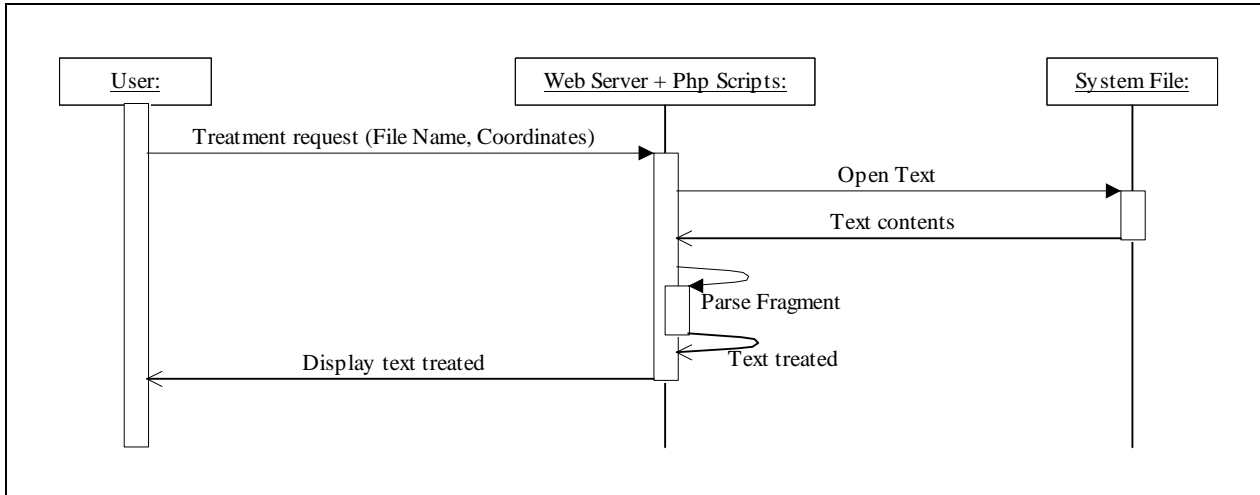 User:
Web Server + Php Scripts:
System File:
Treatment request (File Name, Coordinates)
Open Text
Text contents
Parse Fragment
Text treated
Display text treated